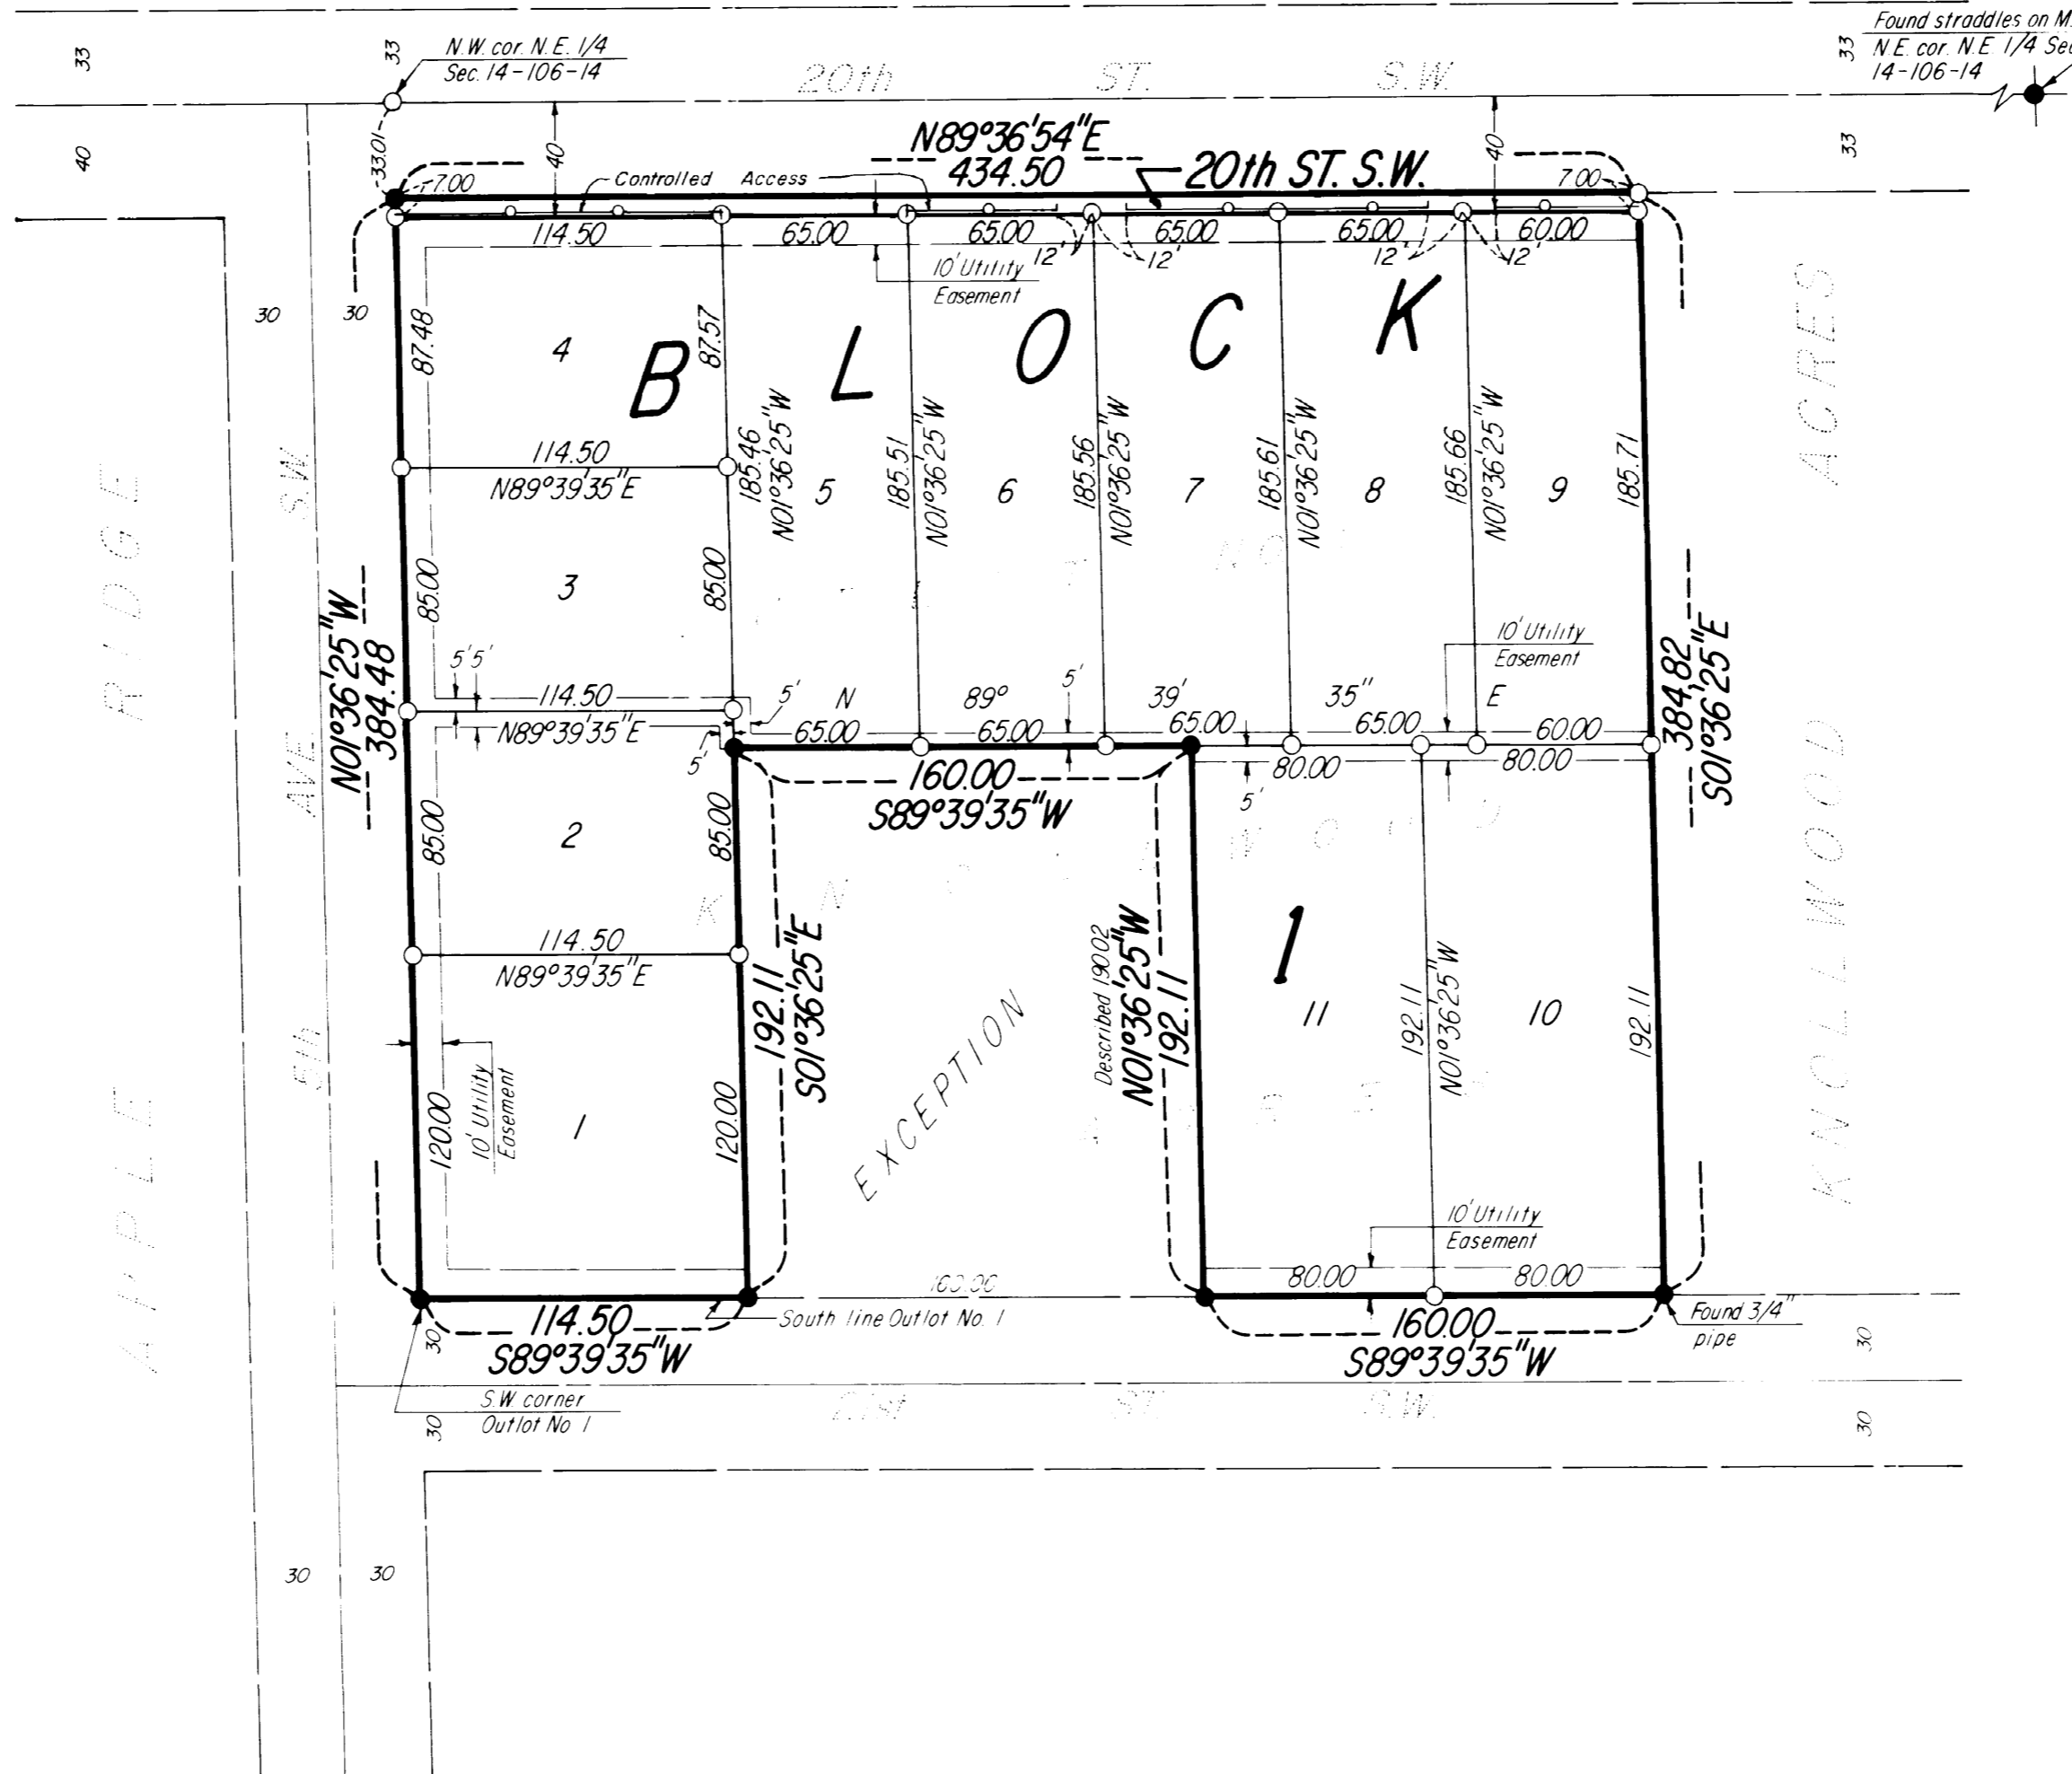 33
33
N.W. cor. N.E. 1/4
Sec. 14-106-14
20th ST. S.W.
33
Found straddles on M.
N.E. cor. N.E. 1/4 Sec
14-106-14
40
33.01
40
N89°36'54"E
434.50
20th ST. S.W.
40
33
7.00
Controlled Access
7.00
114.50
65.00
65.00
65.00
65.00
60.00
12'
12'
12'
12'
10' Utility
Easement
30
30
87.48
4
87.57
BLOCK
185.46
N01°36'25"W
185.51
N01°36'25"W
185.56
N01°36'25"W
185.61
N01°36'25"W
185.66
N01°36'25"W
185.71
114.50
N89°39'35"E
5
6
7
8
9
85.00
3
85.00
N01°36'25"W
384.48
384.82
S01°36'25"E
10' Utility
Easement
5' 5'
114.50
N89°39'35"E
5'
5'
5'
N 89° 39' 35" E
65.00
65.00
65.00
65.00
60.00
160.00
S89°39'35"W
80.00
80.00
5'
85.00
2
85.00
114.50
N89°39'35"E
192.11
S01°36'25"E
EXCEPTION
Described 19002
N01°36'25"W
192.11
1
11
192.11
N01°36'25"W
10
192.11
120.00
10' Utility
Easement
1
120.00
10' Utility
Easement
80.00
80.00
160.00
South line Outlot No. 1
114.50
S89°39'35"W
160.00
S89°39'35"W
Found 3/4"
pipe
30
30
S.W. corner
Outlot No 1
30
30
21st ST. S.W.
30
30
5th AVE. S.W.
APPLE RIDGE
KNOLLWOOD ACRES